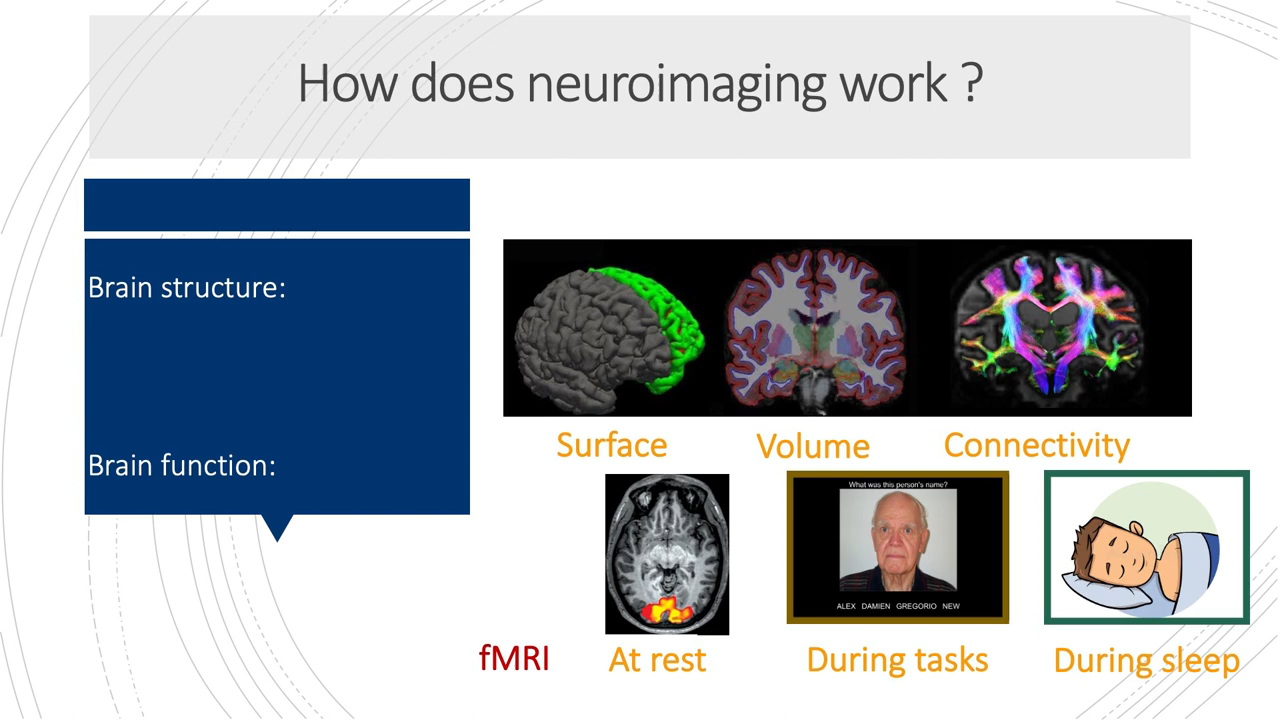 How does neuroimaging work ?
Brain structure:
Surface Volume Connectivity
Brain function:
What was this person's name?
ALEX DAMIEN GREGORIO NEW
fMRI At rest During tasks During sleep